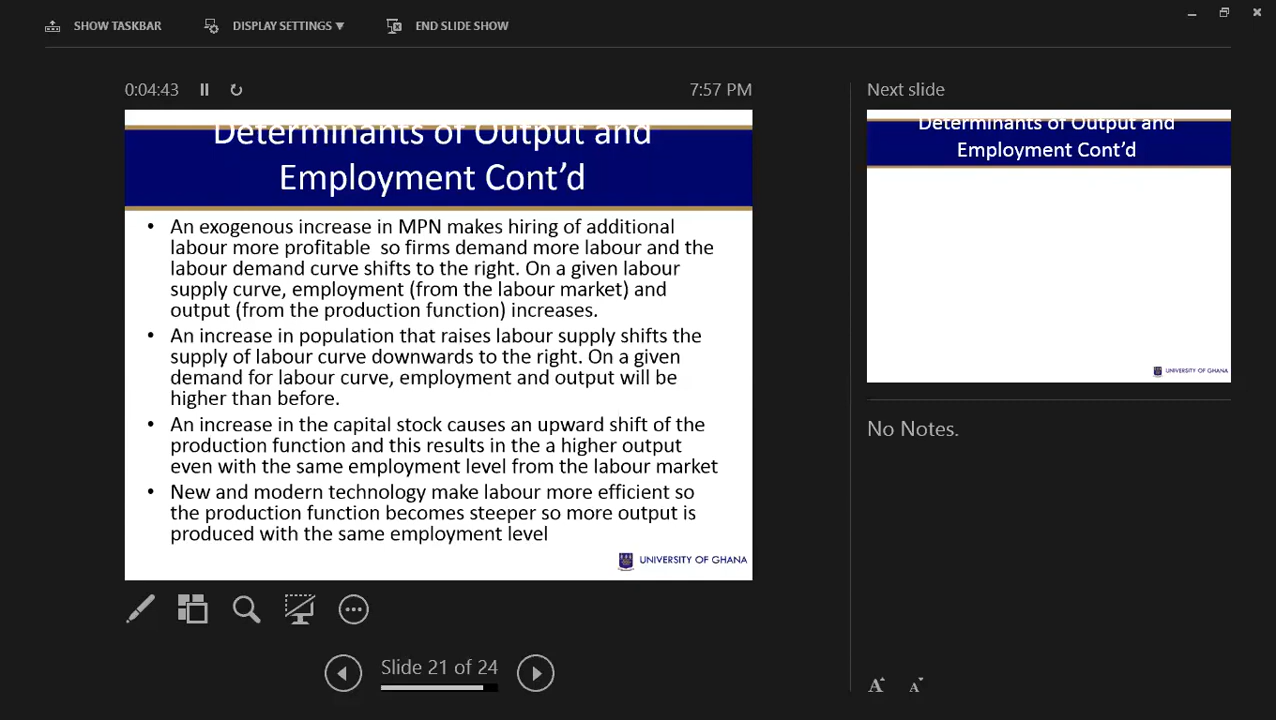 SHOW TASKBAR DISPLAY SETTINGS ▼ END SLIDE SHOW
0:04:43 7:57 PM
Determinants of Output and
Employment Cont'd
• An exogenous increase in MPN makes hiring of additional
labour more profitable so firms demand more labour and the
labour demand curve shifts to the right. On a given labour
supply curve, employment (from the labour market) and
output (from the production function) increases.
• An increase in population that raises labour supply shifts the
supply of labour curve downwards to the right. On a given
demand for labour curve, employment and output will be
higher than before.
• An increase in the capital stock causes an upward shift of the
production function and this results in the a higher output
even with the same employment level from the labour market
• New and modern technology make labour more efficient so
the production function becomes steeper so more output is
produced with the same employment level
UNIVERSITY OF GHANA
Slide 21 of 24
Next slide
Determinants of Output and
Employment Cont'd
UNIVERSITY OF GHANA
No Notes.
A A